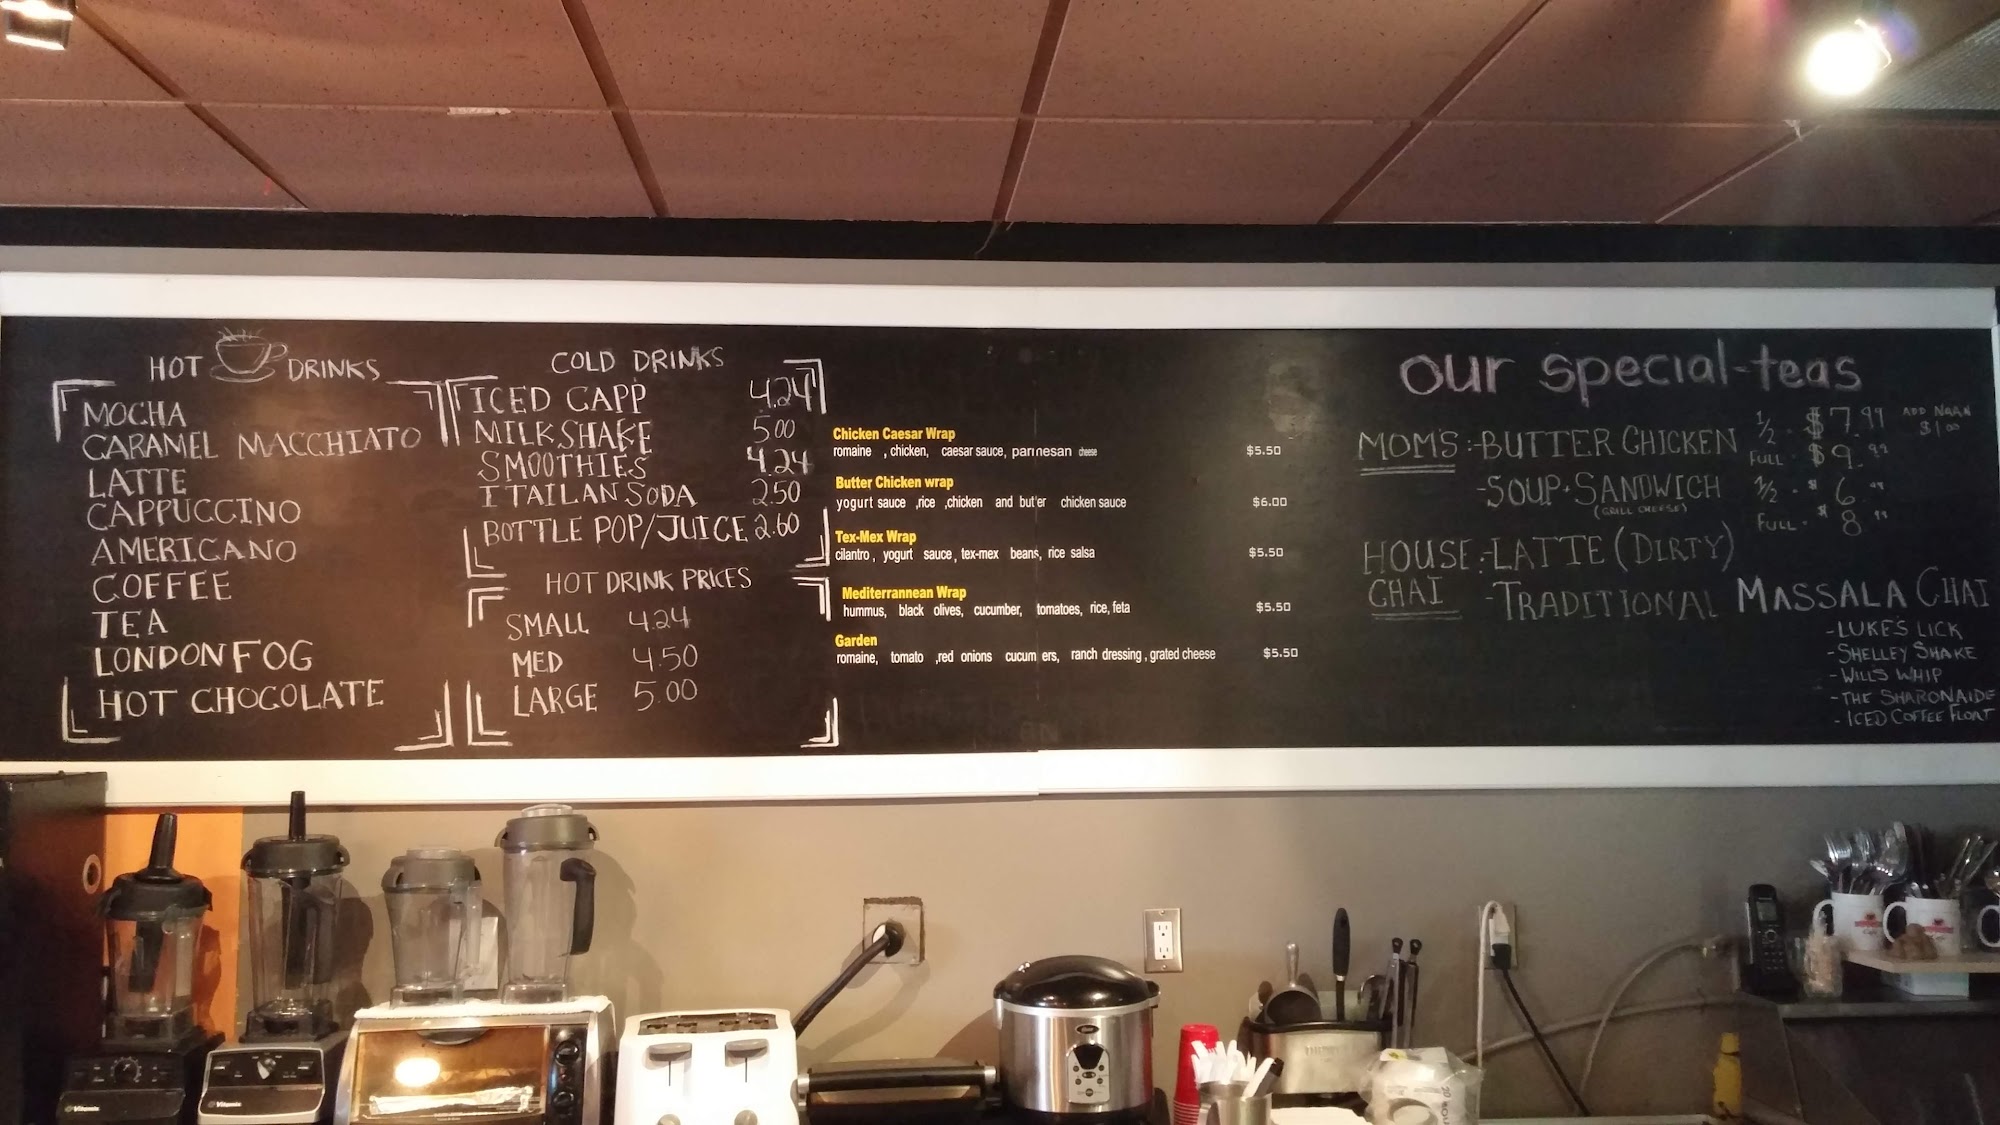 HOT DRINKS
MOCHA
CARAMEL MACCHIATO
LATTE
CAPPUCCINO
AMERICANO
COFFEE
TEA
LONDON FOG
HOT CHOCOLATE
COLD DRINKS
ICED CAPP 4.24
MILKSHAKE 5.00
SMOOTHIES 4.24
ITAILAN SODA 2.50
BOTTLE POP/JUICE 2.60
HOT DRINK PRICES
SMALL 4.24
MED 4.50
LARGE 5.00
Chicken Caesar Wrap
romaine , chicken, caesar sauce, parmesan cheese $5.50
Butter Chicken wrap
yogurt sauce ,rice ,chicken and butter chicken sauce $6.00
Tex-Mex Wrap
cilantro , yogurt sauce , tex-mex beans, rice salsa $5.50
Mediterrannean Wrap
hummus, black olives, cucumber, tomatoes, rice, feta $5.50
Garden
romaine, tomato ,red onions cucumbers, ranch dressing , grated cheese $5.50
our special-teas
MOM'S :-BUTTER CHICKEN 1/2 - $7.99 ADD NAAN $1.00
FULL - $9.99
-SOUP + SANDWICH 1/2 - $6.99
(GRILL CHEESE) FULL - $8.99
HOUSE :-LATTE (DIRTY)
CHAI -TRADITIONAL MASSALA CHAI
-LUKE'S LICK
-SHELLEY SHAKE
-WILL'S WHIP
-THE SHARONAIDE
-ICED COFFEE FLOAT
Vitamix
Vitamix